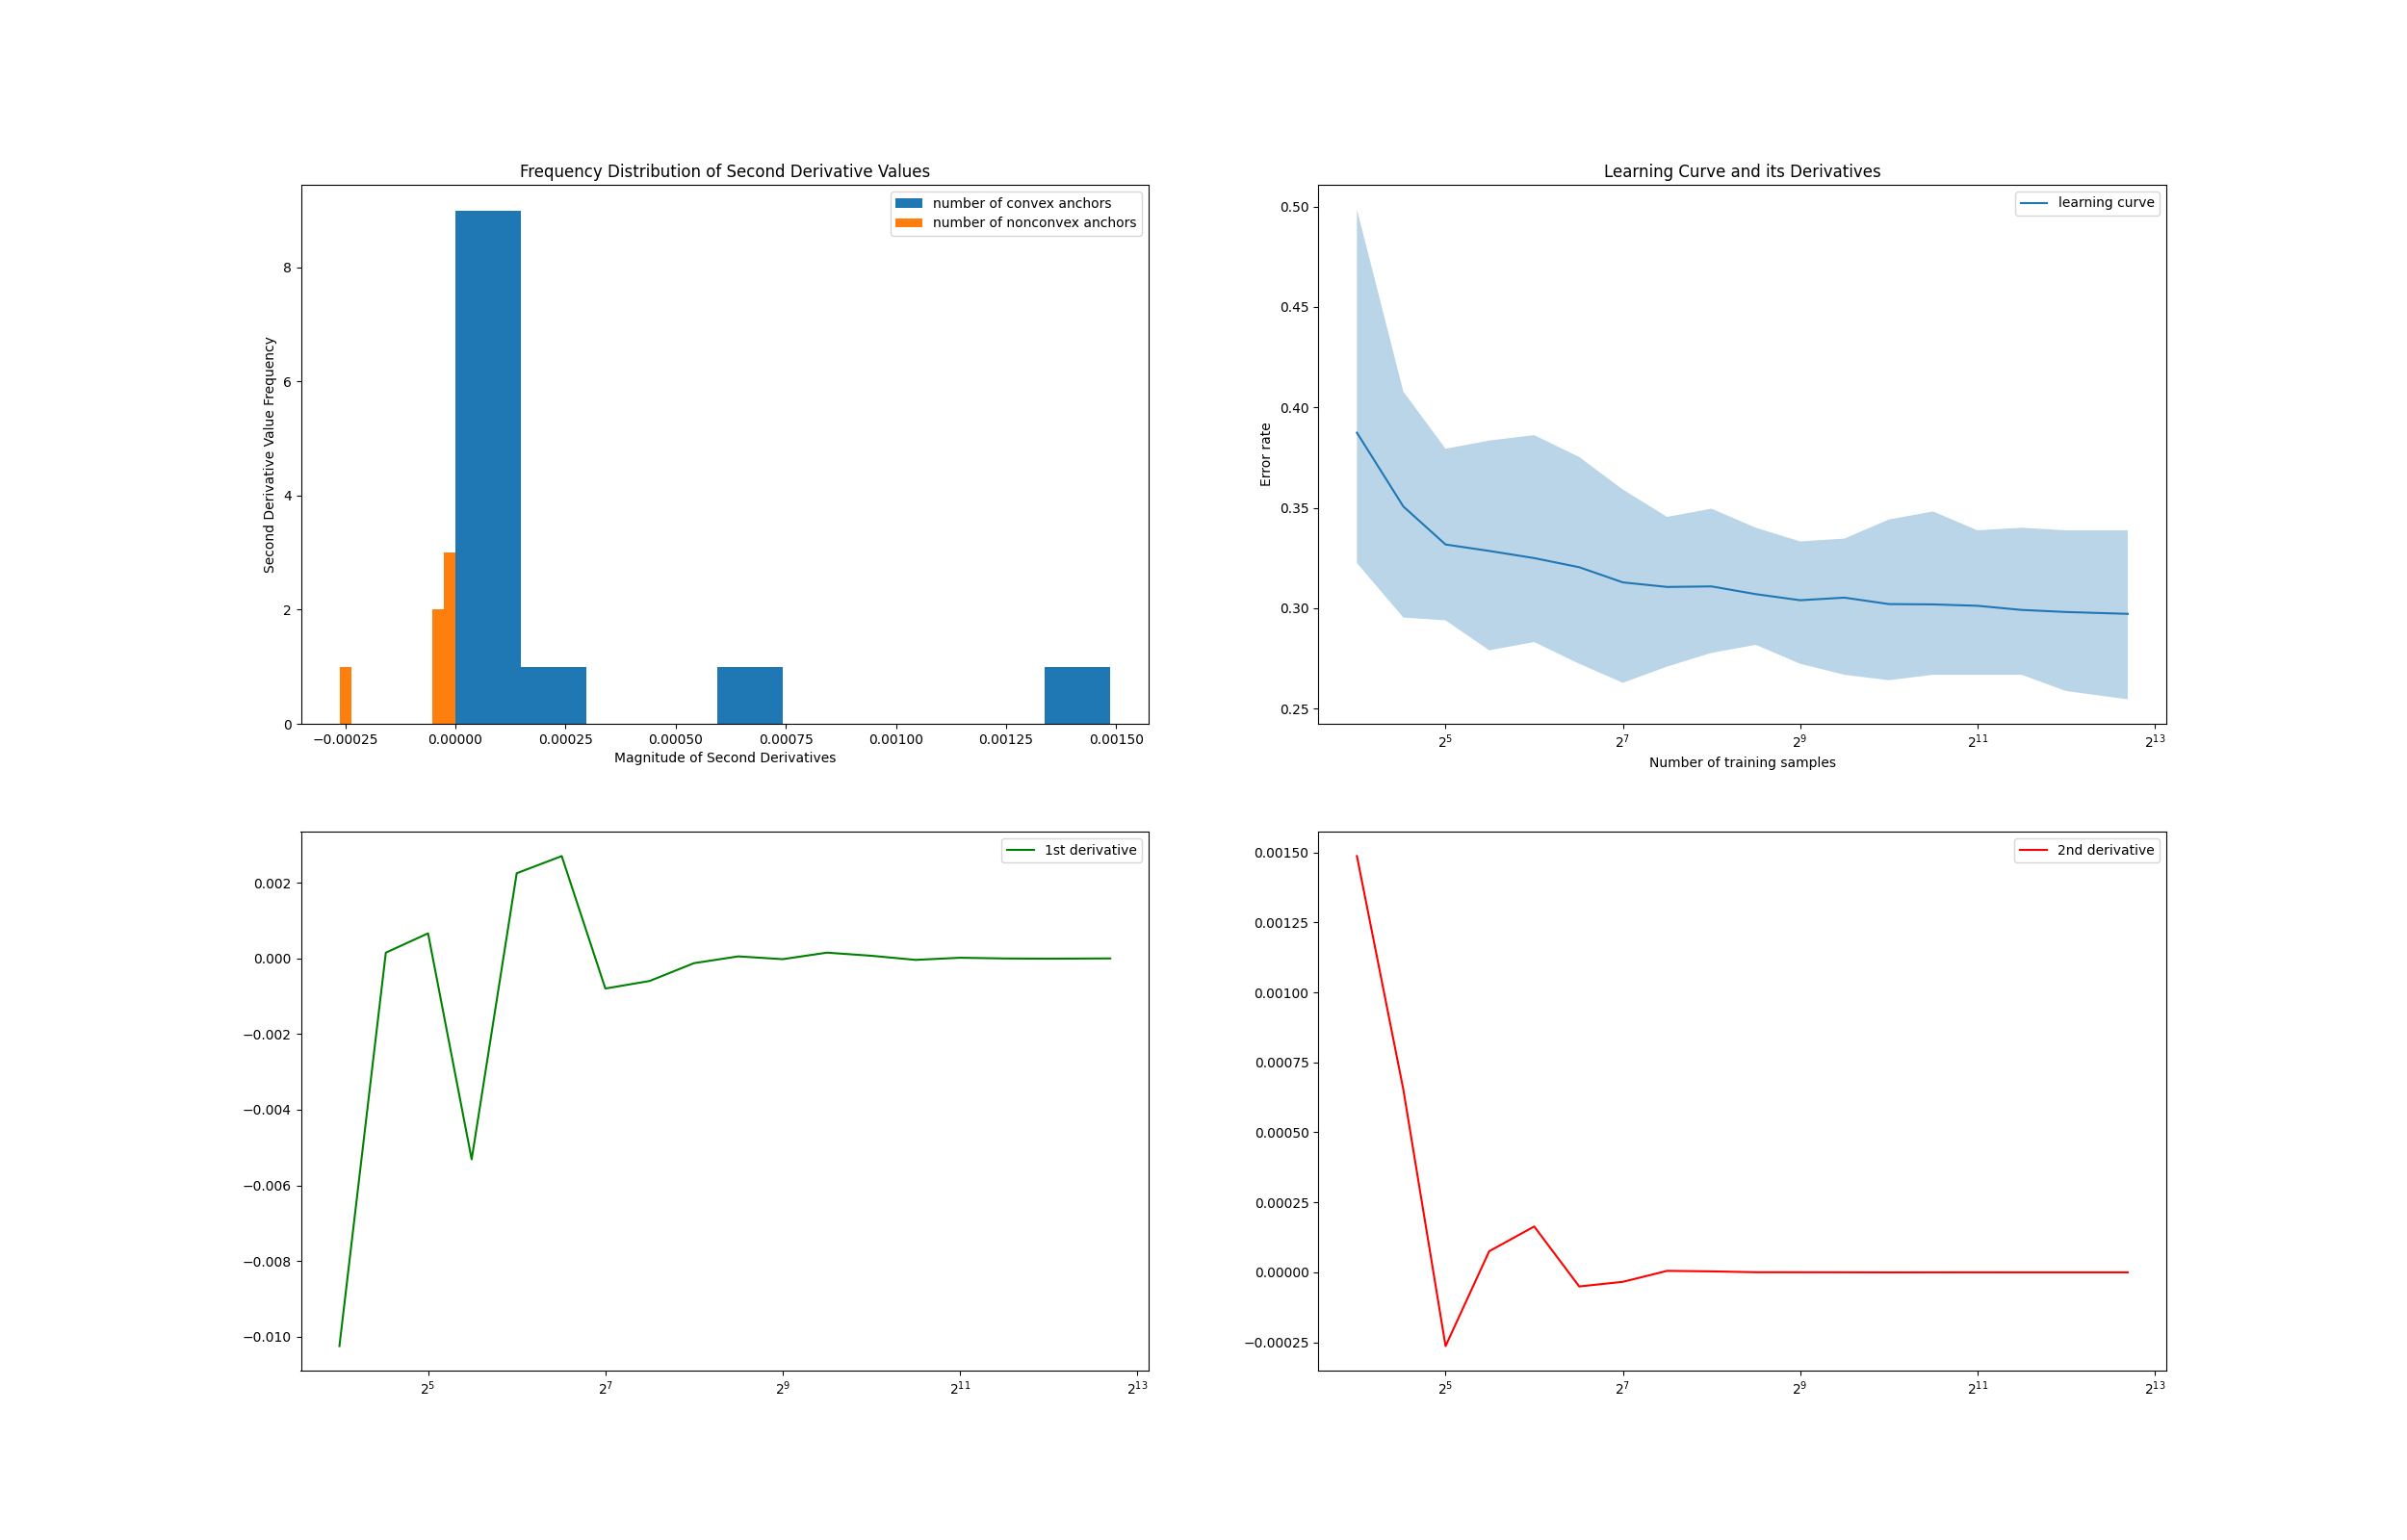 Frequency Distribution of Second Derivative Values
number of convex anchors
number of nonconvex anchors
Second Derivative Value Frequency
8
6
4
2
0
−0.00025 0.00000 0.00025 0.00050 0.00075 0.00100 0.00125 0.00150
Magnitude of Second Derivatives
Learning Curve and its Derivatives
learning curve
Error rate
0.50
0.45
0.40
0.35
0.30
0.25
2^5 2^7 2^9 2^11 2^13
Number of training samples
1st derivative
0.002
0.000
−0.002
−0.004
−0.006
−0.008
−0.010
2^5 2^7 2^9 2^11 2^13
2nd derivative
0.00150
0.00125
0.00100
0.00075
0.00050
0.00025
0.00000
−0.00025
2^5 2^7 2^9 2^11 2^13